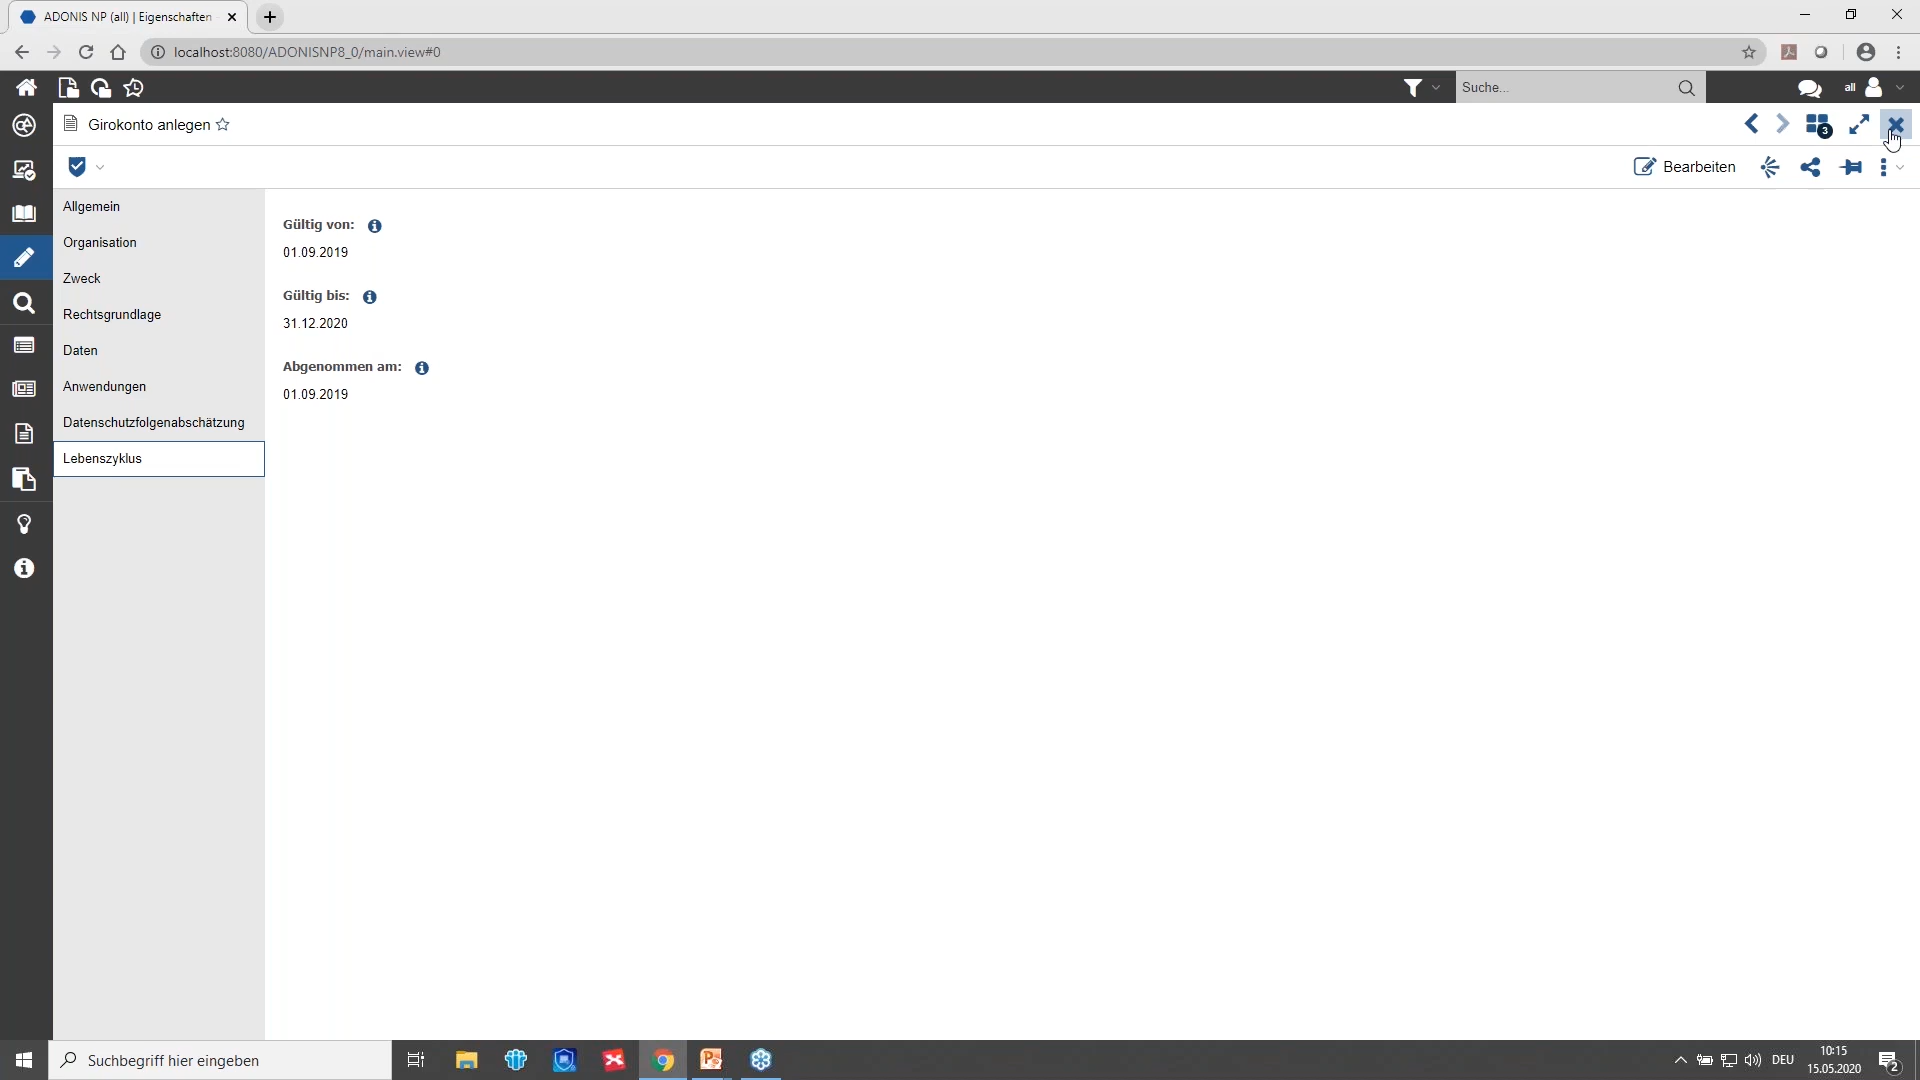 ADONIS NP (all) | Eigenschaften
localhost:8080/ADONISNP8_0/main.view#0
Suche...
all
Girokonto anlegen
3
Bearbeiten
Allgemein
Organisation
Zweck
Rechtsgrundlage
Daten
Anwendungen
Datenschutzfolgenabschätzung
Lebenszyklus
Gültig von:
01.09.2019
Gültig bis:
31.12.2020
Abgenommen am:
01.09.2019
Suchbegriff hier eingeben
DEU
10:15
15.05.2020
2